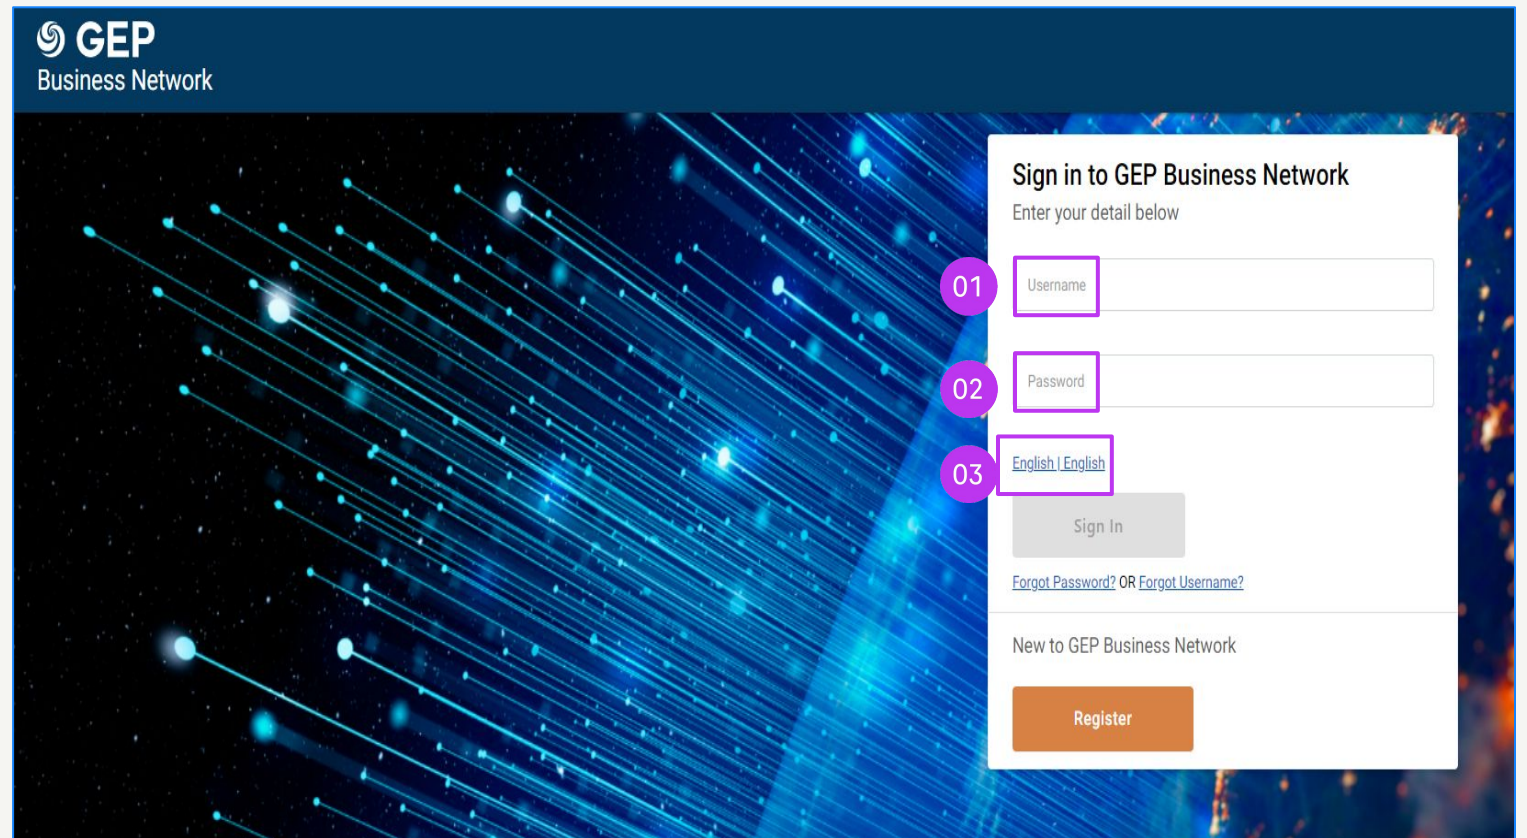 GEP
Business Network
Sign in to GEP Business Network
Enter your detail below
01
Username
02
Password
03
English | English
Sign In
Forgot Password? OR Forgot Username?
New to GEP Business Network
Register